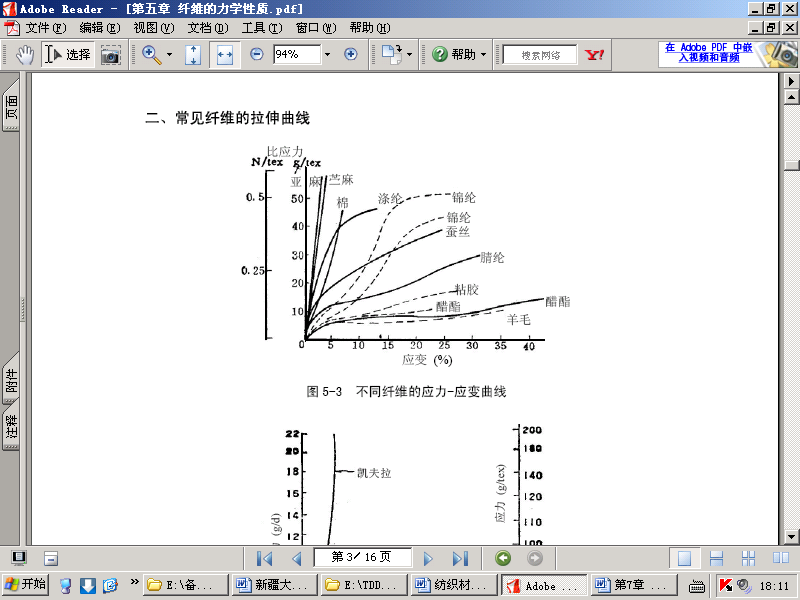 Adobe Reader - [第五章 纤维的力学性质.pdf]
文件(F) 编辑(E) 视图(V) 文档(D) 工具(T) 窗口(W) 帮助(H)
选择 94% 帮助 搜索网络 Y! 在 Adobe PDF 中嵌
入视频和音频
页面
附件
注释
二、常见纤维的拉伸曲线
比应力
N/tex g/tex
亚麻 苎麻
棉 涤纶 锦纶
0.5 50
锦纶
40 蚕丝
30 腈纶
0.25
20 粘胶
醋酯 醋酯
10 羊毛
0 5 10 15 20 25 30 35 40
应变 (%)
图 5-3 不同纤维的应力-应变曲线
22 200
20 180
18 凯夫拉 140
15 120
14 110
12 100
(g/d) 应力 (g/tex)
第 3/ 16 页
开始 E:\备... 新疆大... E:\TDD... 纺织材... Adobe ... 第7章 ... 18:11